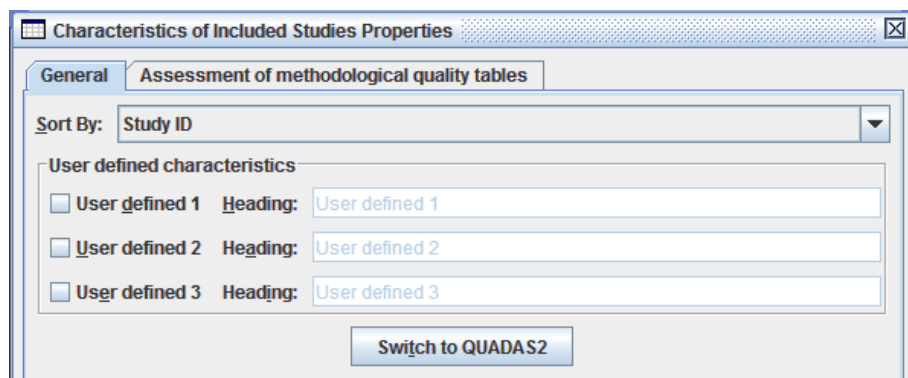 Characteristics of Included Studies Properties
General Assessment of methodological quality tables
Sort By: Study ID
User defined characteristics
User defined 1 Heading: User defined 1
User defined 2 Heading: User defined 2
User defined 3 Heading: User defined 3
Switch to QUADAS2